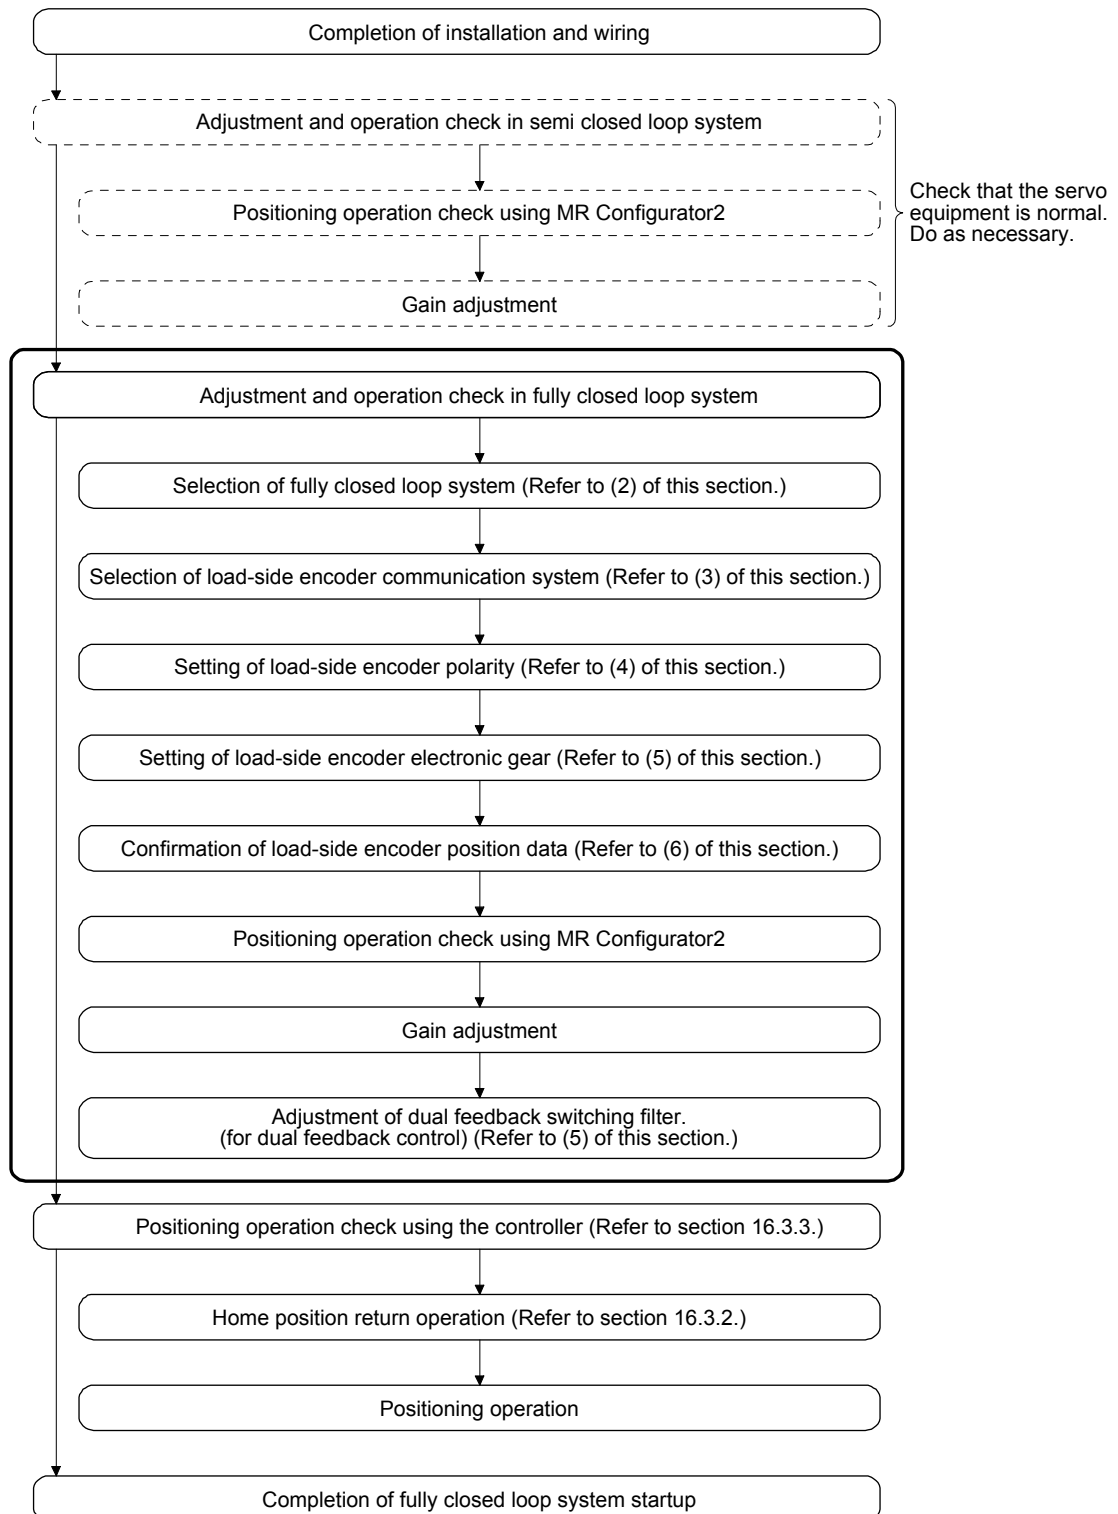 Completion of installation and wiring
Adjustment and operation check in semi closed loop system
Positioning operation check using MR Configurator2
Gain adjustment
Check that the servo
equipment is normal.
Do as necessary.
Adjustment and operation check in fully closed loop system
Selection of fully closed loop system (Refer to (2) of this section.)
Selection of load-side encoder communication system (Refer to (3) of this section.)
Setting of load-side encoder polarity (Refer to (4) of this section.)
Setting of load-side encoder electronic gear (Refer to (5) of this section.)
Confirmation of load-side encoder position data (Refer to (6) of this section.)
Positioning operation check using MR Configurator2
Gain adjustment
Adjustment of dual feedback switching filter.
(for dual feedback control) (Refer to (5) of this section.)
Positioning operation check using the controller (Refer to section 16.3.3.)
Home position return operation (Refer to section 16.3.2.)
Positioning operation
Completion of fully closed loop system startup